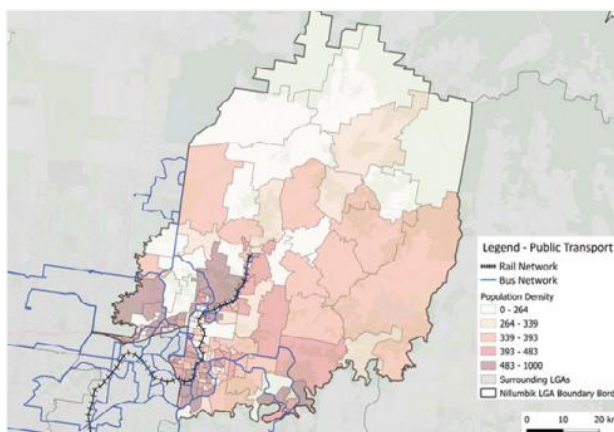 Legend - Public Transport
Rail Network
Bus Network
Population Density
0 - 264
264 - 339
339 - 393
393 - 483
483 - 1000
Surrounding LGAs
Nillumbik LGA Boundary Bord
0 10 20 k